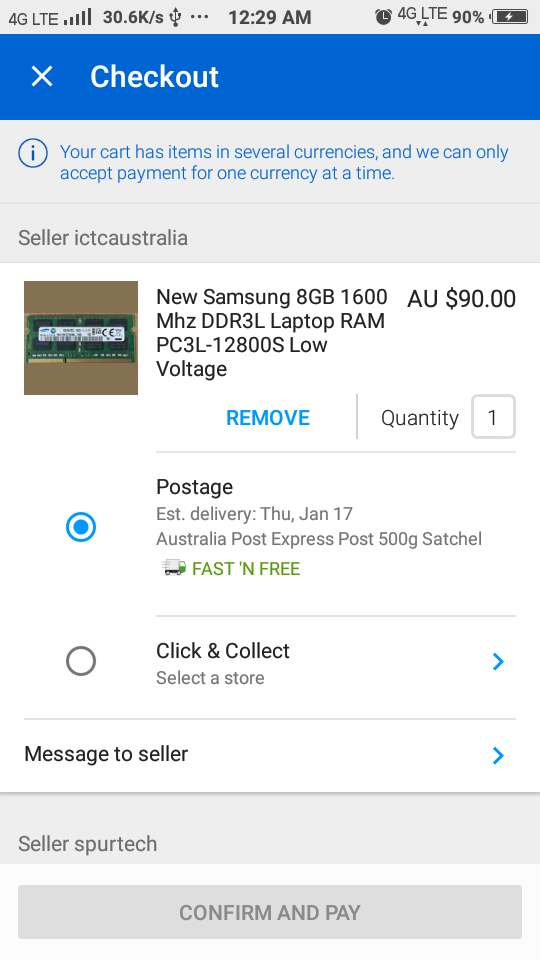 4G LTE 30.6K/s 12:29 AM 4G LTE 90%
Checkout
Your cart has items in several currencies, and we can only
accept payment for one currency at a time.
Seller ictcaustralia
New Samsung 8GB 1600 AU $90.00
Mhz DDR3L Laptop RAM
PC3L-12800S Low
Voltage
REMOVE Quantity 1
Postage
Est. delivery: Thu, Jan 17
Australia Post Express Post 500g Satchel
FAST 'N FREE
Click & Collect
Select a store
Message to seller
Seller spurtech
CONFIRM AND PAY